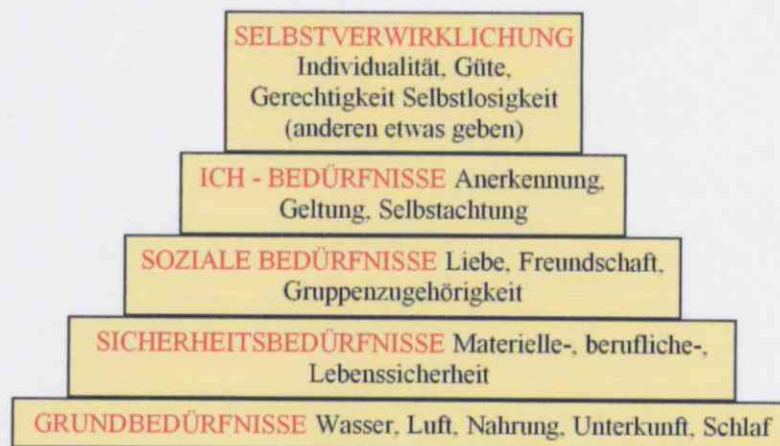 SELBSTVERWIRKLICHUNG
Individualität, Güte,
Gerechtigkeit Selbstlosigkeit
(anderen etwas geben)
ICH - BEDÜRFNISSE Anerkennung,
Geltung, Selbstachtung
SOZIALE BEDÜRFNISSE Liebe, Freundschaft,
Gruppenzugehörigkeit
SICHERHEITSBEDÜRFNISSE Materielle-, berufliche-,
Lebenssicherheit
GRUNDBEDÜRFNISSE Wasser, Luft, Nahrung, Unterkunft, Schlaf